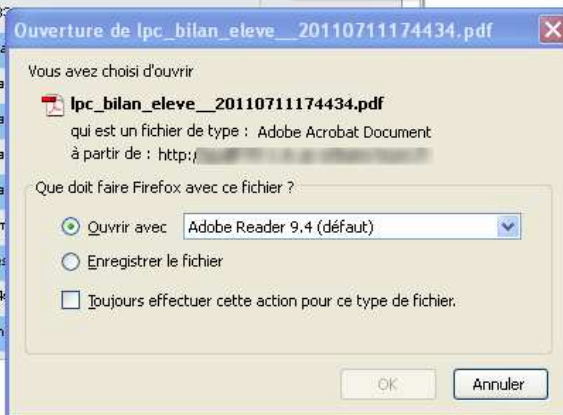 Ouverture de lpc_bilan_eleve__20110711174434.pdf
Vous avez choisi d'ouvrir
lpc_bilan_eleve__20110711174434.pdf
qui est un fichier de type : Adobe Acrobat Document
à partir de : http:/
Que doit faire Firefox avec ce fichier ?
Ouvrir avec Adobe Reader 9.4 (défaut)
Enregistrer le fichier
Toujours effectuer cette action pour ce type de fichier.
OK Annuler